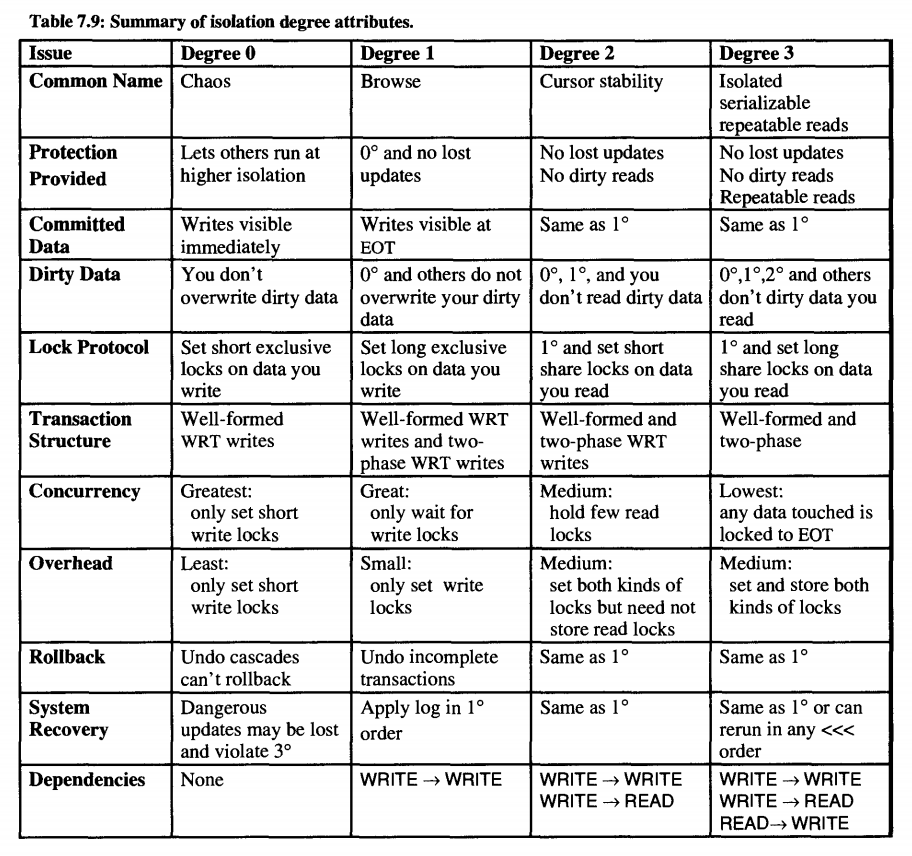 Table 7.9: Summary of isolation degree attributes.
Issue Degree 0 Degree 1 Degree 2 Degree 3
Common Name Chaos Browse Cursor stability Isolated
serializable
repeatable reads
Protection Lets others run at 0° and no lost No lost updates No lost updates
Provided higher isolation updates No dirty reads No dirty reads
Repeatable reads
Committed Writes visible Writes visible at Same as 1° Same as 1°
Data immediately EOT
Dirty Data You don't 0° and others do not 0°, 1°, and you 0°,1°,2° and others
overwrite dirty data overwrite your dirty don't read dirty data don't dirty data you
data read
Lock Protocol Set short exclusive Set long exclusive 1° and set short 1° and set long
locks on data you locks on data you share locks on data share locks on data
write write you read you read
Transaction Well-formed Well-formed WRT Well-formed and Well-formed and
Structure WRT writes writes and two- two-phase WRT two-phase
phase WRT writes writes
Concurrency Greatest: Great: Medium: Lowest:
only set short only wait for hold few read any data touched is
write locks write locks locks locked to EOT
Overhead Least: Small: Medium: Medium:
only set short only set write set both kinds of set and store both
write locks locks locks but need not kinds of locks
store read locks
Rollback Undo cascades Undo incomplete Same as 1° Same as 1°
can't rollback transactions
System Dangerous Apply log in 1° Same as 1° Same as 1° or can
Recovery updates may be lost order rerun in any <<<
and violate 3° order
Dependencies None WRITE → WRITE WRITE → WRITE WRITE → WRITE
WRITE → READ WRITE → READ
READ→ WRITE